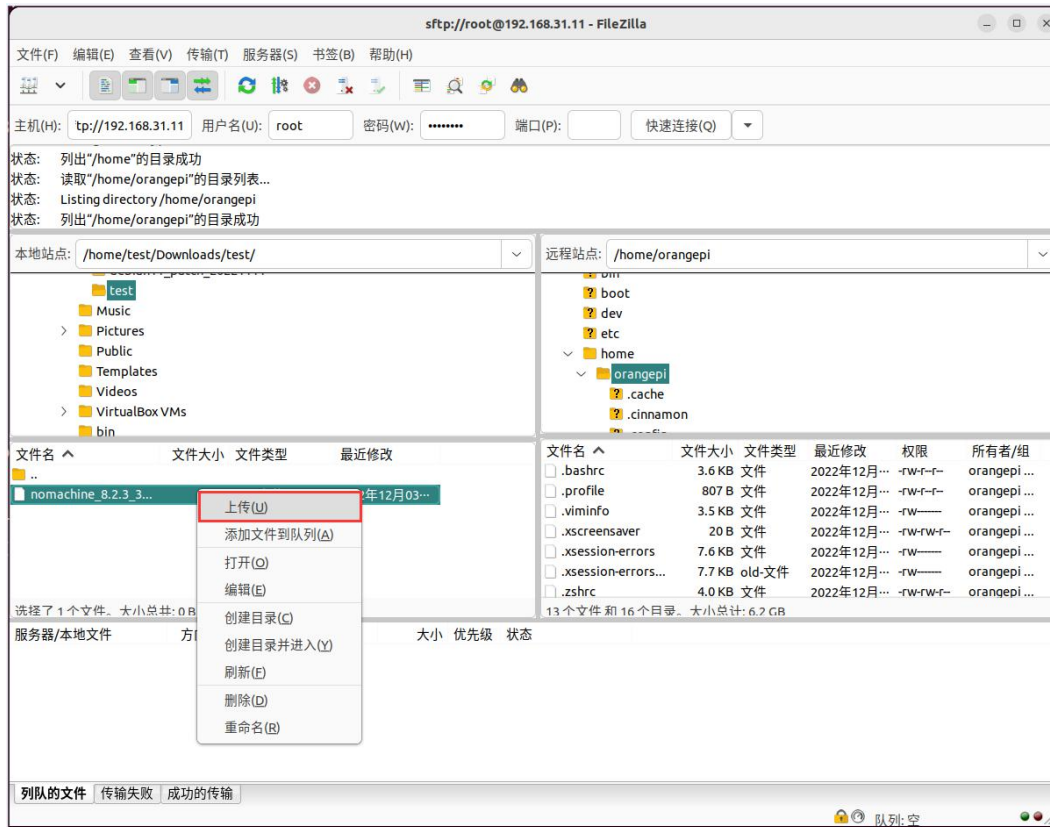 sftp://root@192.168.31.11 - FileZilla
文件(F) 编辑(E) 查看(V) 传输(T) 服务器(S) 书签(B) 帮助(H)
主机(H): tp://192.168.31.11 用户名(U): root 密码(W): •••••••• 端口(P): 快速连接(Q)
状态: 列出"/home"的目录成功
状态: 读取"/home/orangepi"的目录列表...
状态: Listing directory /home/orangepi
状态: 列出"/home/orangepi"的目录成功
本地站点: /home/test/Downloads/test/
test
Music
Pictures
Public
Templates
Videos
VirtualBox VMs
bin
远程站点: /home/orangepi
bin
boot
dev
etc
home
orangepi
.cache
.cinnamon
文件名 文件大小 文件类型 最近修改
..
nomachine_8.2.3_3... 年12月03···
选择了 1 个文件。大小总共: 0 B
文件名 文件大小 文件类型 最近修改 权限 所有者/组
.bashrc 3.6 KB 文件 2022年12月··· -rw-r--r-- orangepi ...
.profile 807 B 文件 2022年12月··· -rw-r--r-- orangepi ...
.viminfo 3.5 KB 文件 2022年12月··· -rw------- orangepi ...
.xscreensaver 20 B 文件 2022年12月··· -rw-rw-r-- orangepi ...
.xsession-errors 7.6 KB 文件 2022年12月··· -rw------- orangepi ...
.xsession-errors... 7.7 KB old-文件 2022年12月··· -rw------- orangepi ...
.zshrc 4.0 KB 文件 2022年12月··· -rw-rw-r-- orangepi ...
13 个文件 和 16 个目录。大小总计: 6.2 GB
上传(U)
添加文件到队列(A)
打开(O)
编辑(E)
创建目录(C)
创建目录并进入(Y)
刷新(F)
删除(D)
重命名(R)
服务器/本地文件 大小 优先级 状态
列队的文件 传输失败 成功的传输
队列: 空